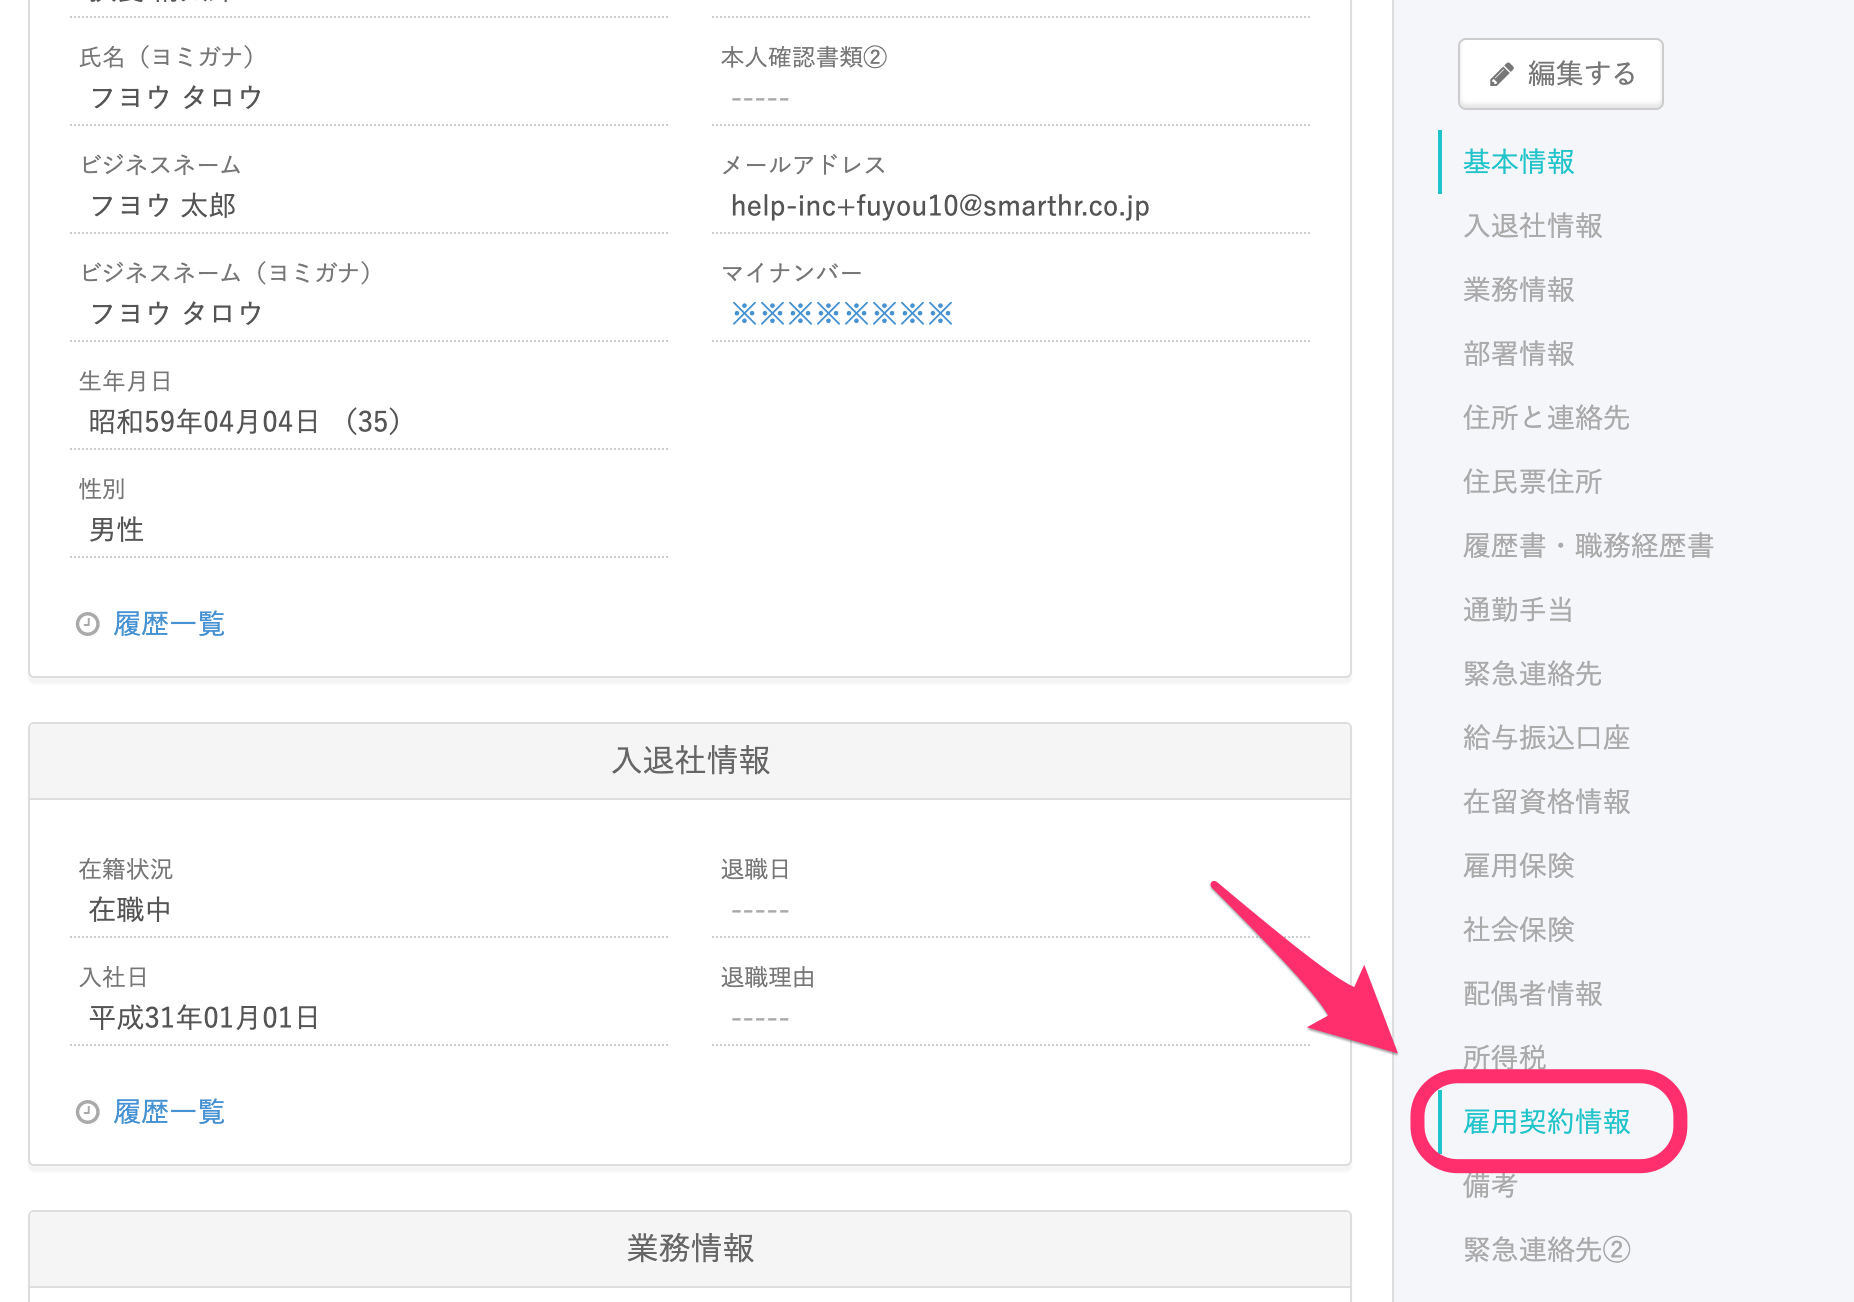 氏名（ヨミガナ）
フヨウ タロウ
ビジネスネーム
フヨウ 太郎
ビジネスネーム（ヨミガナ）
フヨウ タロウ
生年月日
昭和59年04月04日 （35）
性別
男性
履歴一覧
本人確認書類②
-----
メールアドレス
help-inc+fuyou10@smarthr.co.jp
マイナンバー
※※※※※※※※
入退社情報
在籍状況
在職中
入社日
平成31年01月01日
履歴一覧
退職日
-----
退職理由
-----
業務情報
編集する
基本情報
入退社情報
業務情報
部署情報
住所と連絡先
住民票住所
履歴書・職務経歴書
通勤手当
緊急連絡先
給与振込口座
在留資格情報
雇用保険
社会保険
配偶者情報
所得税
雇用契約情報
備考
緊急連絡先②